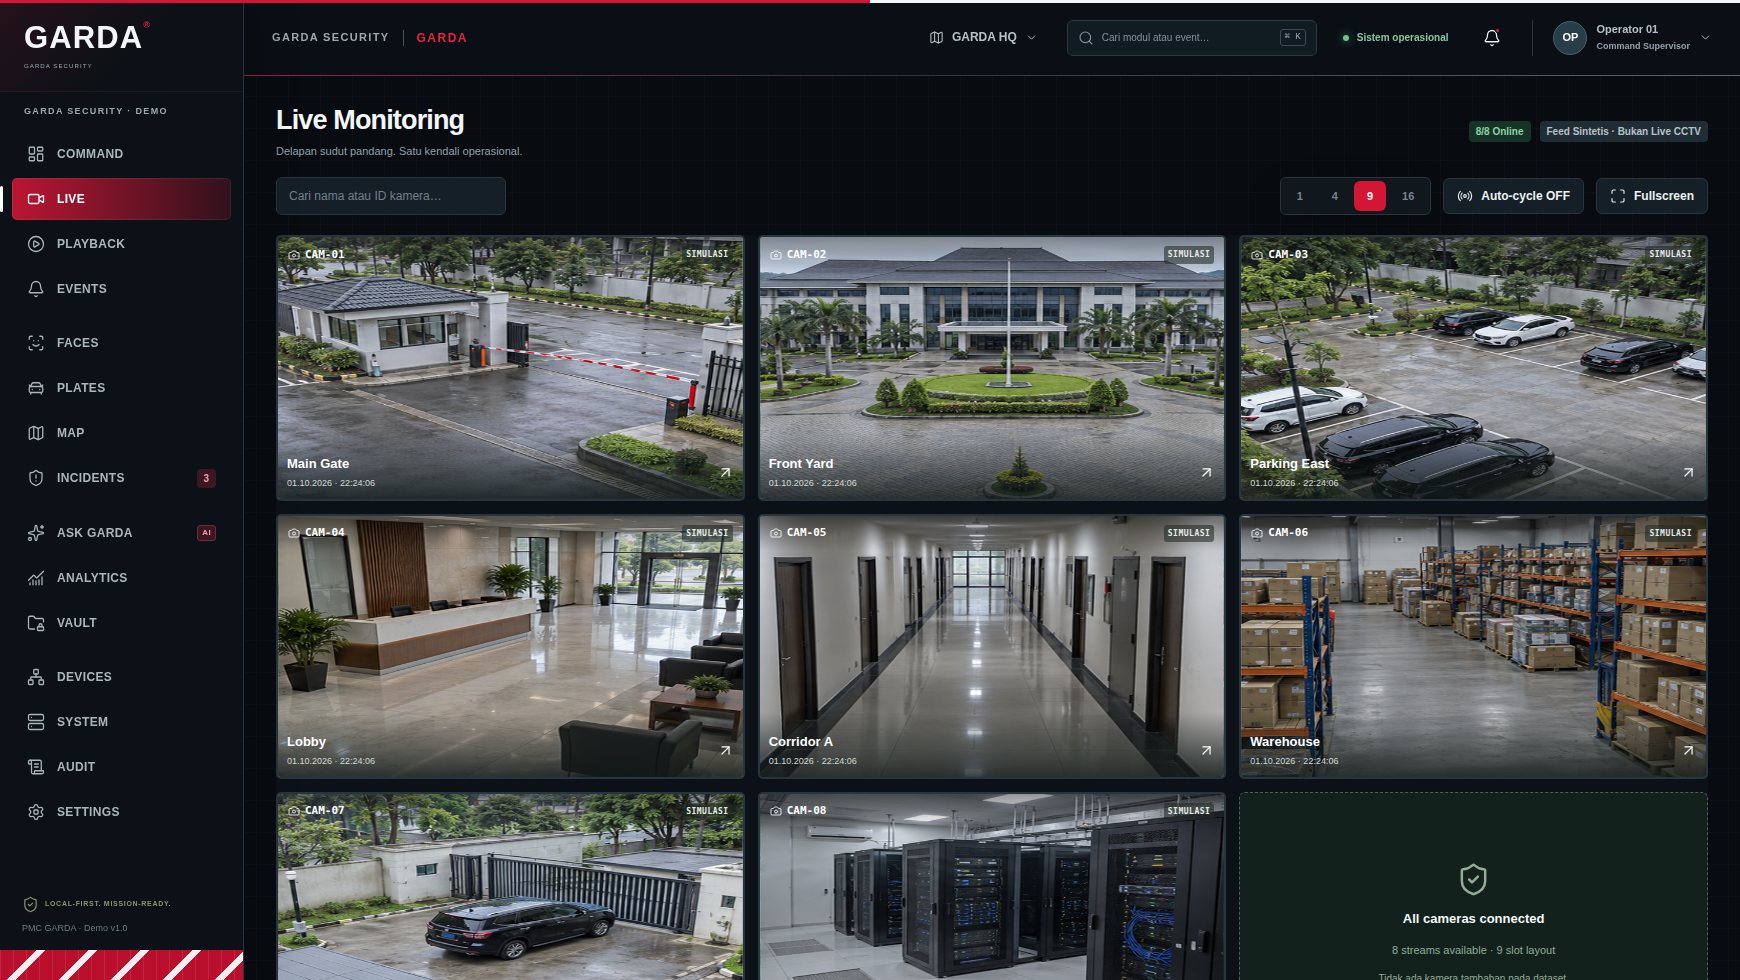 GARDA®
GARDA SECURITY
GARDA SECURITY · DEMO
COMMAND
LIVE
PLAYBACK
EVENTS
FACES
PLATES
MAP
INCIDENTS 3
ASK GARDA AI
ANALYTICS
VAULT
DEVICES
SYSTEM
AUDIT
SETTINGS
LOCAL-FIRST. MISSION-READY.
PMC GARDA · Demo v1.0
GARDA SECURITY GARDA
GARDA HQ
Cari modul atau event… ⌘ K
Sistem operasional
OP
Operator 01
Command Supervisor
Live Monitoring
Delapan sudut pandang. Satu kendali operasional.
8/8 Online
Feed Sintetis · Bukan Live CCTV
Cari nama atau ID kamera…
1 4 9 16
Auto-cycle OFF
Fullscreen
CAM-01 SIMULASI
Main Gate
01.10.2026 · 22:24:06
CAM-02 SIMULASI
Front Yard
01.10.2026 · 22:24:06
CAM-03 SIMULASI
Parking East
01.10.2026 · 22:24:06
CAM-04 SIMULASI
Lobby
01.10.2026 · 22:24:06
CAM-05 SIMULASI
Corridor A
01.10.2026 · 22:24:06
CAM-06 SIMULASI
Warehouse
01.10.2026 · 22:24:06
CAM-07 SIMULASI
CAM-08 SIMULASI
All cameras connected
8 streams available · 9 slot layout
Tidak ada kamera tambahan pada dataset